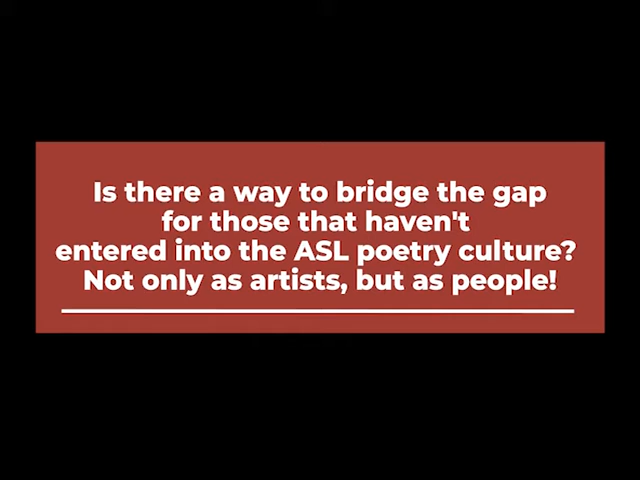 Is there a way to bridge the gap
for those that haven't
entered into the ASL poetry culture?
Not only as artists, but as people!